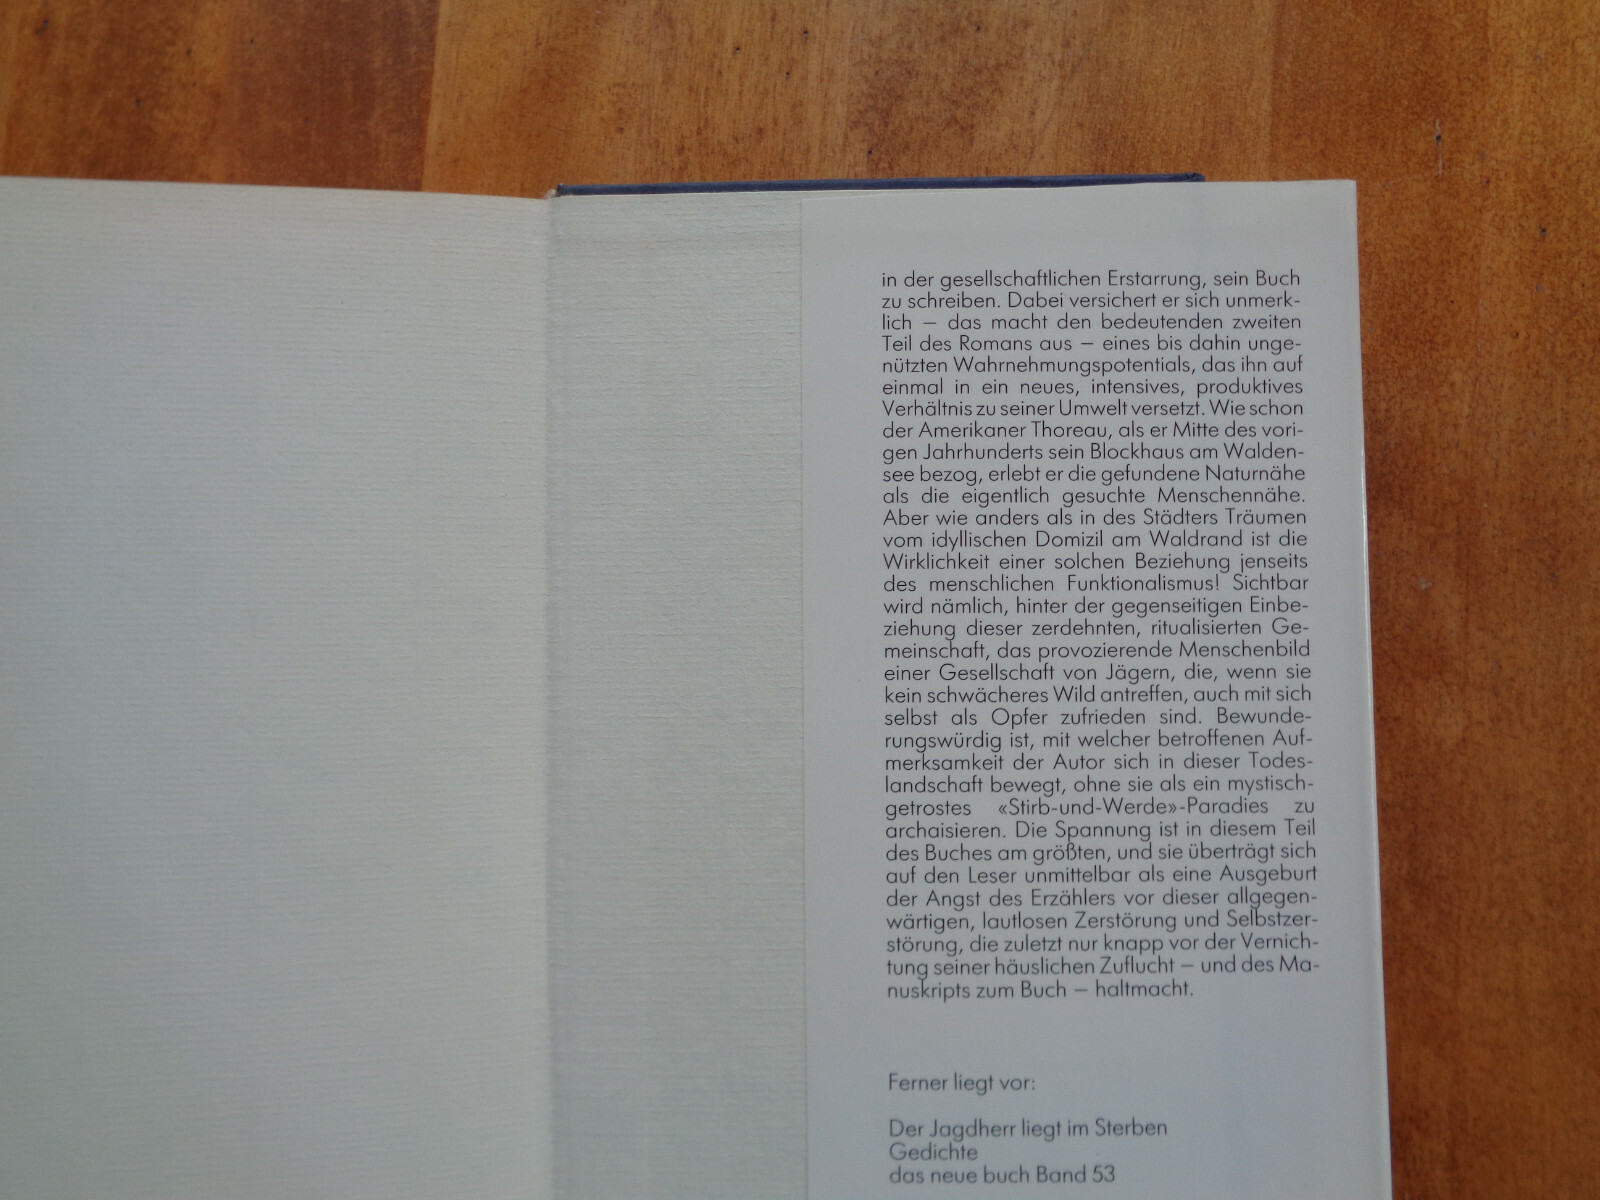 in der gesellschaftlichen Erstarrung, sein Buch
zu schreiben. Dabei versichert er sich unmerk-
lich – das macht den bedeutenden zweiten
Teil des Romans aus – eines bis dahin unge-
nützten Wahrnehmungspotentials, das ihn auf
einmal in ein neues, intensives, produktives
Verhältnis zu seiner Umwelt versetzt. Wie schon
der Amerikaner Thoreau, als er Mitte des vori-
gen Jahrhunderts sein Blockhaus am Walden-
see bezog, erlebt er die gefundene Naturnähe
als die eigentlich gesuchte Menschennähe.
Aber wie anders als in des Städters Träumen
vom idyllischen Domizil am Waldrand ist die
Wirklichkeit einer solchen Beziehung jenseits
des menschlichen Funktionalismus! Sichtbar
wird nämlich, hinter der gegenseitigen Einbe-
ziehung dieser zerdehnten, ritualisierten Ge-
meinschaft, das provozierende Menschenbild
einer Gesellschaft von Jägern, die, wenn sie
kein schwächeres Wild antreffen, auch mit sich
selbst als Opfer zufrieden sind. Bewunde-
rungswürdig ist, mit welcher betroffenen Auf-
merksamkeit der Autor sich in dieser Todes-
landschaft bewegt, ohne sie als ein mystisch-
getrostes «Stirb-und-Werde»-Paradies zu
archaisieren. Die Spannung ist in diesem Teil
des Buches am größten, und sie überträgt sich
auf den Leser unmittelbar als eine Ausgeburt
der Angst des Erzählers vor dieser allgegen-
wärtigen, lautlosen Zerstörung und Selbstzer-
störung, die zuletzt nur knapp vor der Vernich-
tung seiner häuslichen Zuflucht – und des Ma-
nuskripts zum Buch – haltmacht.
Ferner liegt vor:
Der Jagdherr liegt im Sterben
Gedichte
das neue buch Band 53